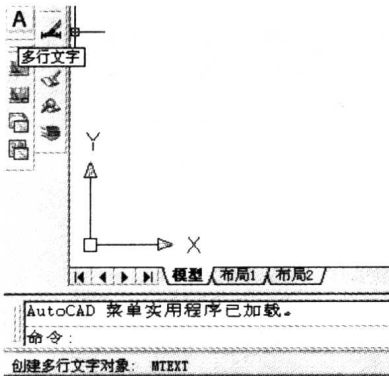 A
多行文字
Y
X
模型 布局1 布局2
AutoCAD 菜单实用程序已加载。
命令:
创建多行文字对象: MTEXT